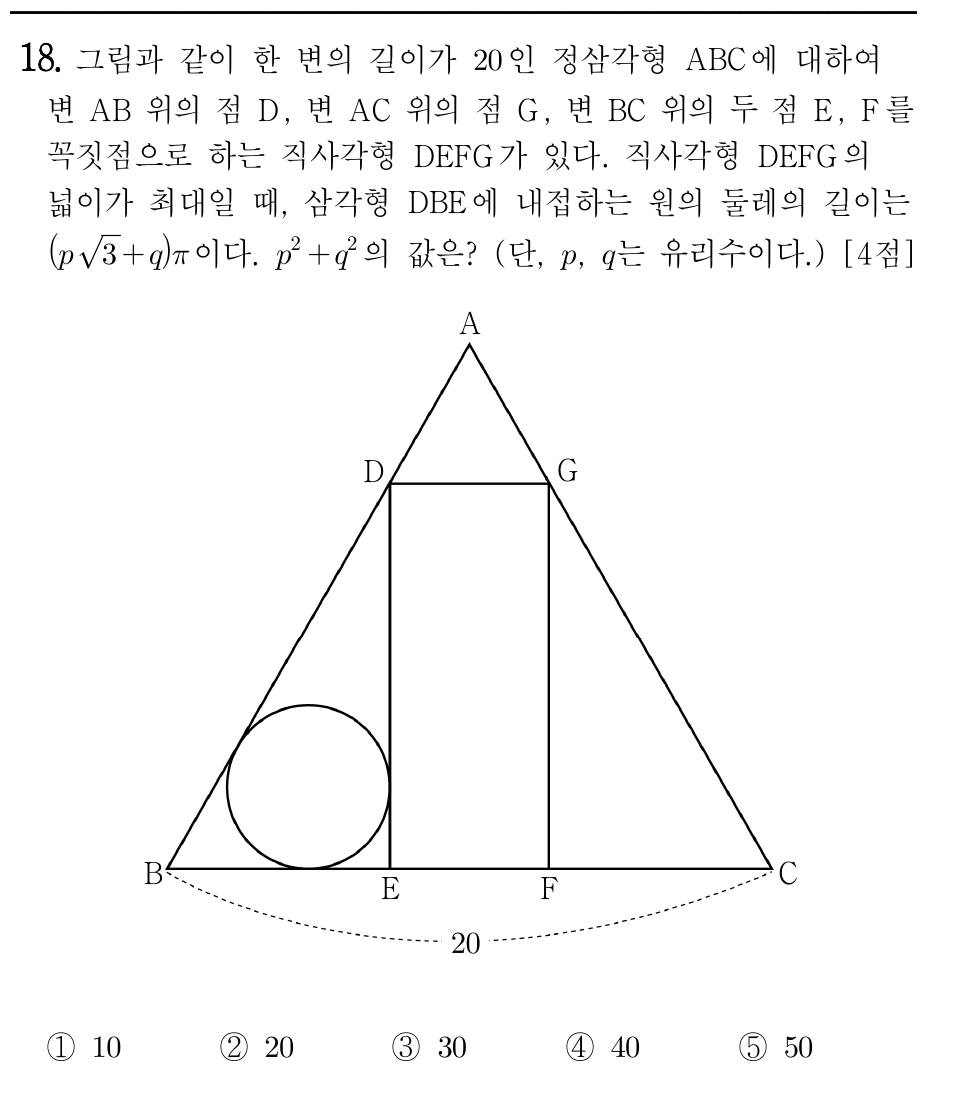 18. 그림과 같이 한 변의 길이가 20인 정삼각형 ABC에 대하여
변 AB 위의 점 D, 변 AC 위의 점 G, 변 BC 위의 두 점 E, F를
꼭짓점으로 하는 직사각형 DEFG가 있다. 직사각형 DEFG의
넓이가 최대일 때, 삼각형 DBE에 내접하는 원의 둘레의 길이는
(p√3+q)π이다. p²+q²의 값은? (단, p, q는 유리수이다.) [4점]
A
D G
B E F C
20
① 10 ② 20 ③ 30 ④ 40 ⑤ 50